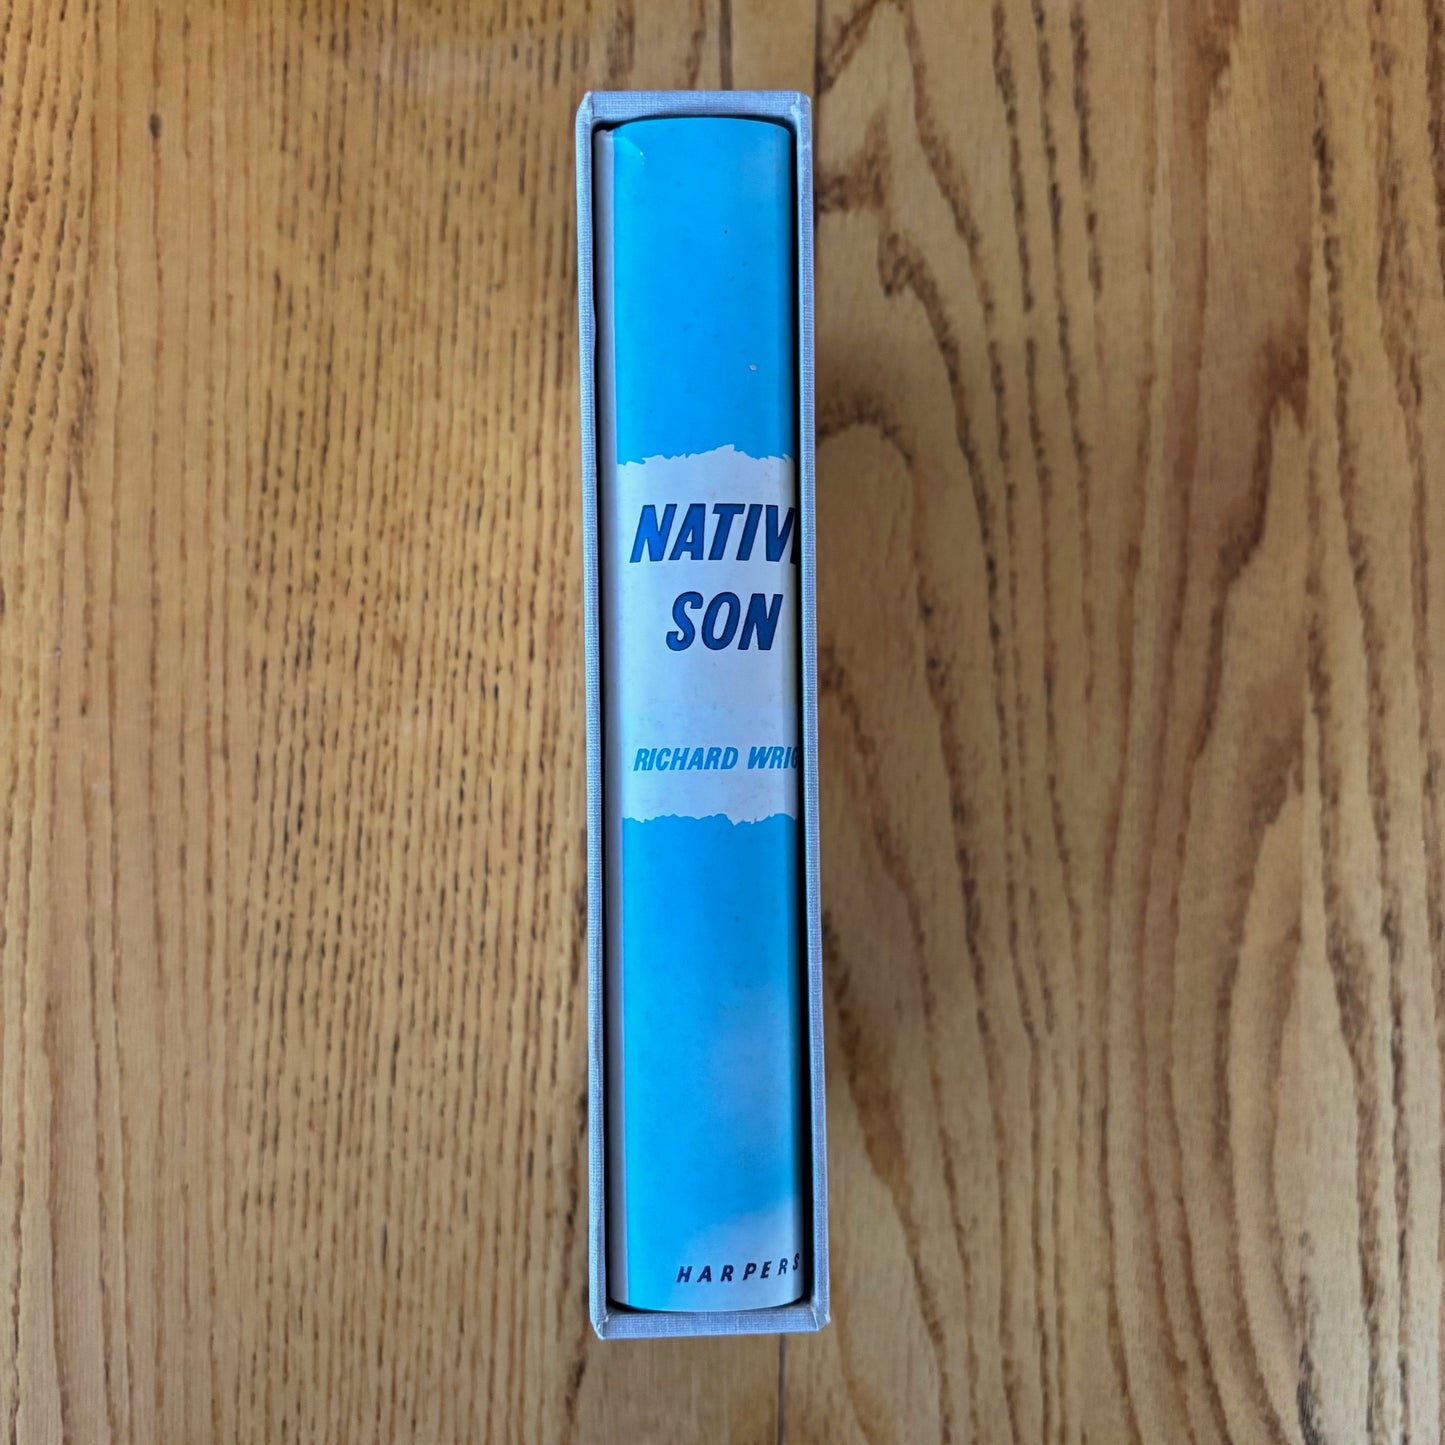 NATIV
SON
RICHARD WRIG
HARPERS